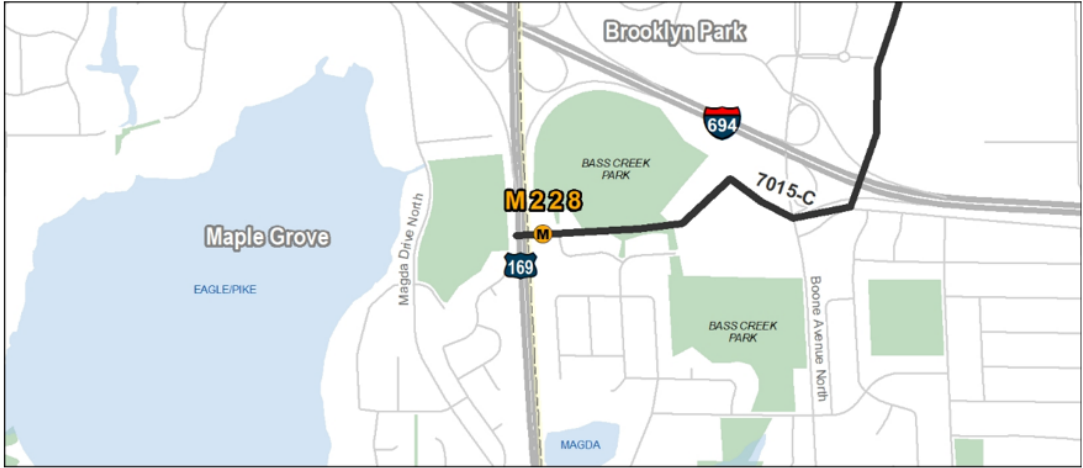 Brooklyn Park
694
BASS CREEK
PARK
7015-C
M228
M
Maple Grove
Magda Drive North
169
EAGLE/PIKE
Boone Avenue North
BASS CREEK
PARK
MAGDA